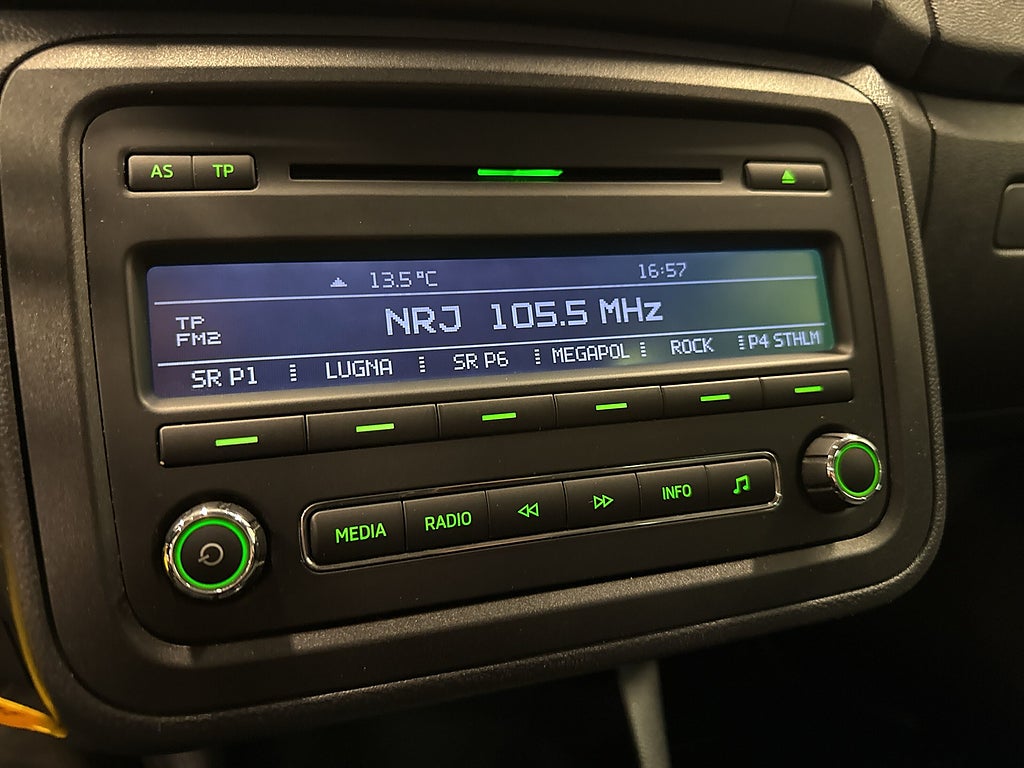 AS TP
13.5°C 16:57
TP
FM2
NRJ 105.5 MHz
SR P1 LUGNA SR P6 MEGAPOL ROCK P4 STHLM
MEDIA RADIO INFO